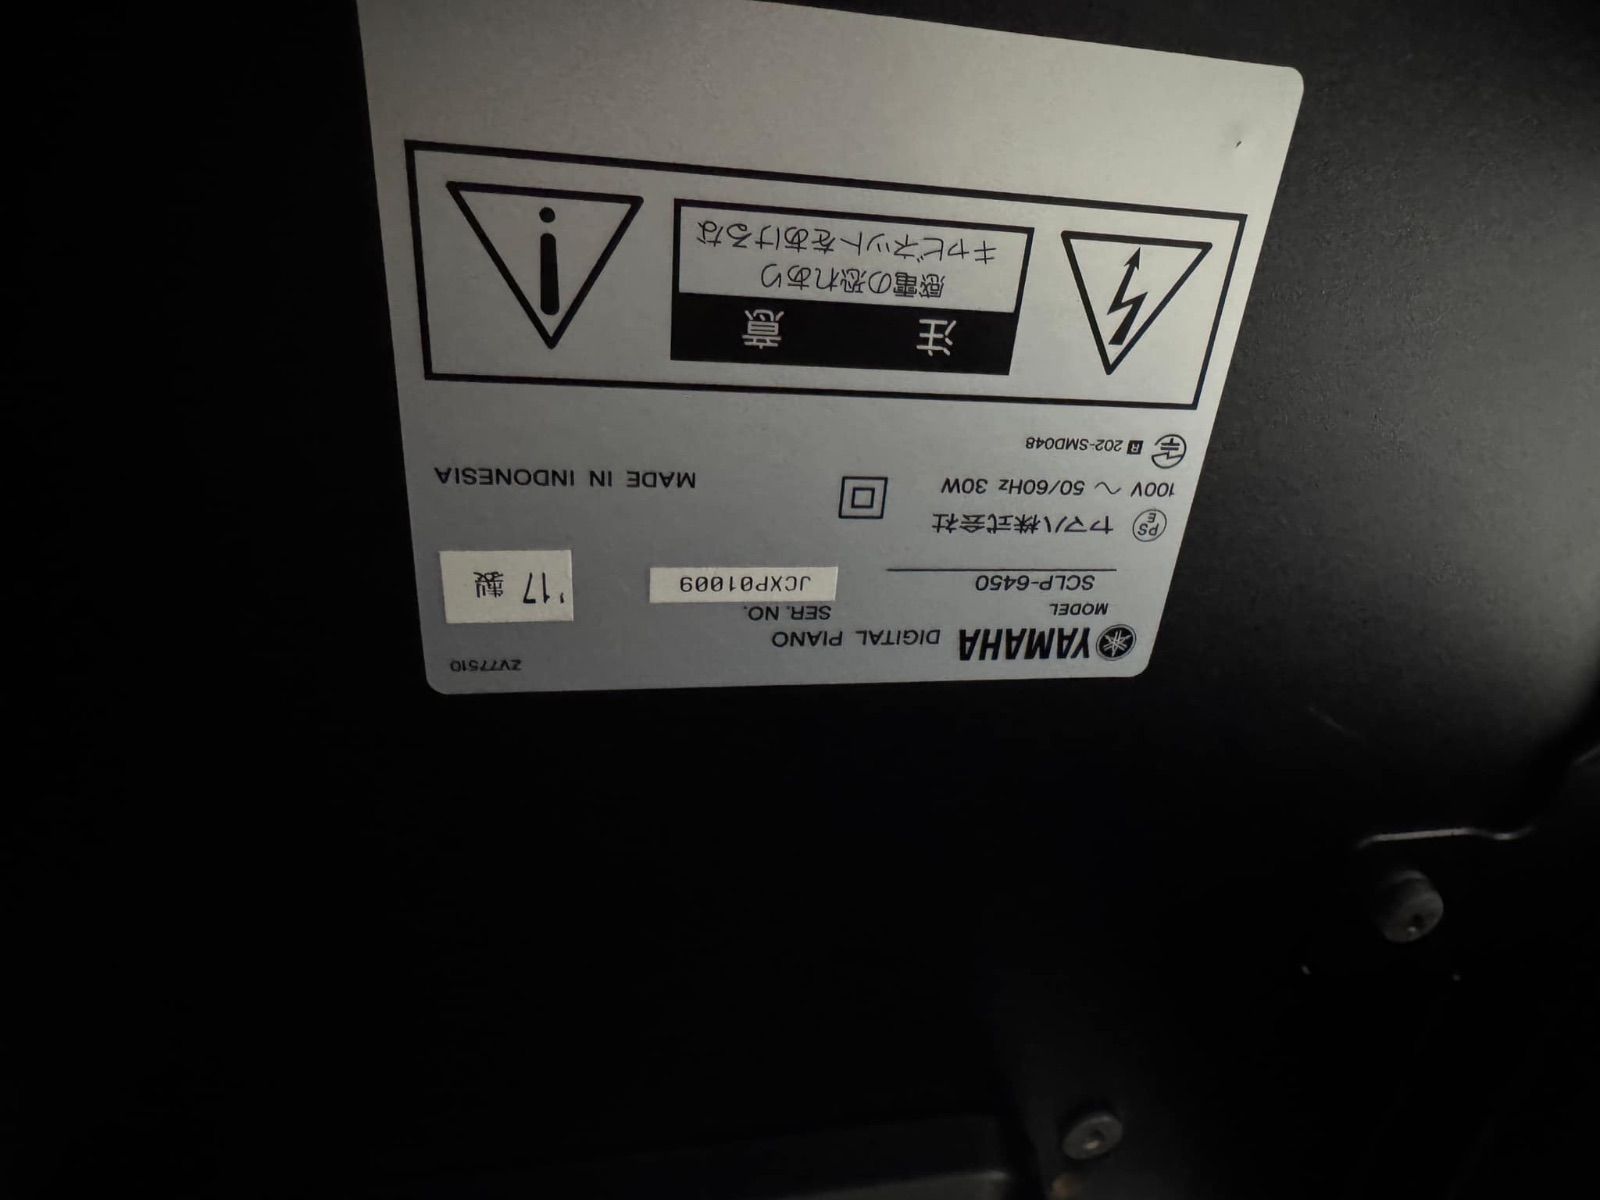 YAMAHA DIGITAL PIANO
ZV77510
MODEL
SCLP-6450
SER. NO.
JCXP01009
'17 製
PS
E
ヤマハ株式会社
100V ~ 50/60Hz 30W
MADE IN INDONESIA
R 202-SMD048
注意
感電の恐れあり
キャビネットをあけるな